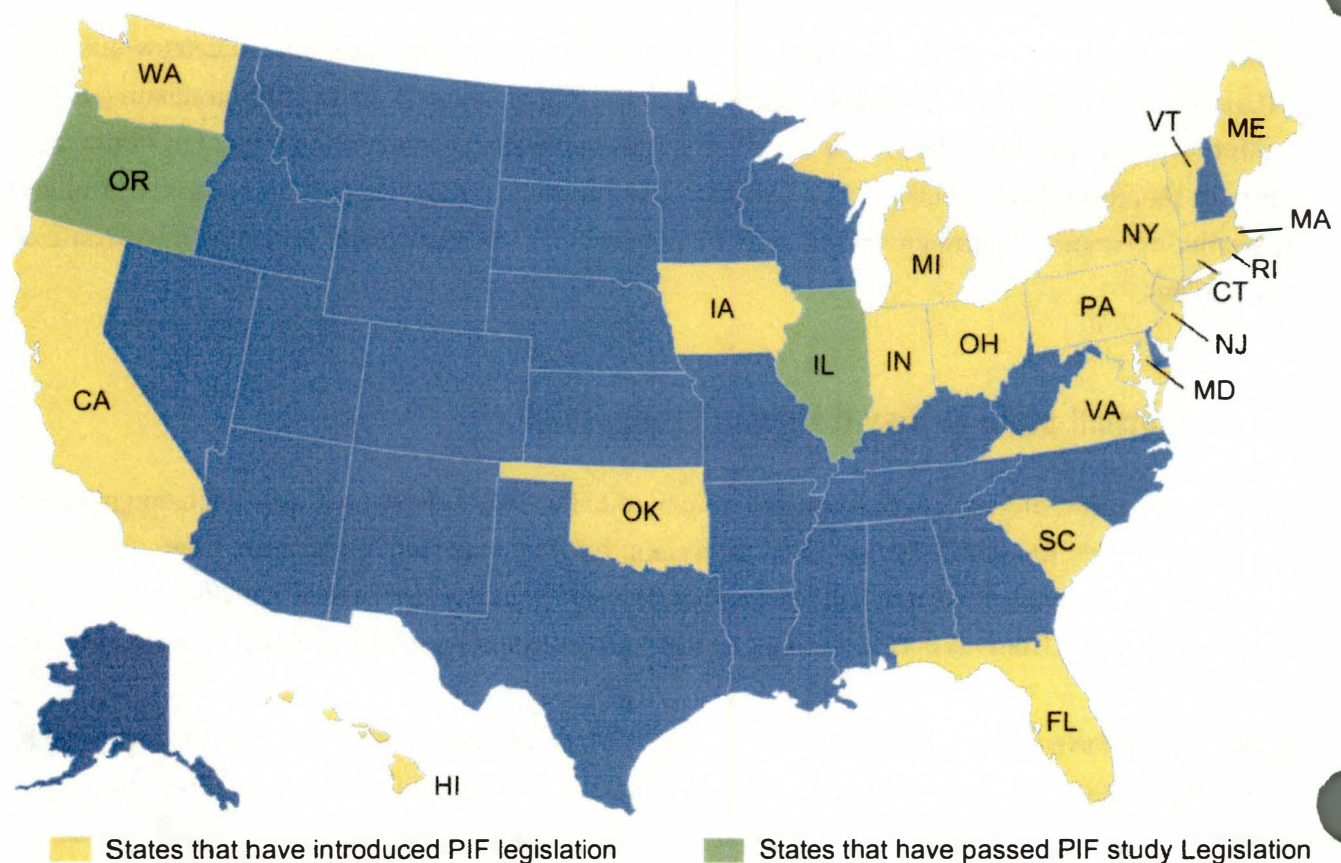 WA
VT
ME
OR
MA
NY
MI
RI
CT
IA
PA
OH
IL
IN
NJ
CA
MD
VA
OK
SC
FL
HI
States that have introduced PIF legislation
States that have passed PIF study Legislation